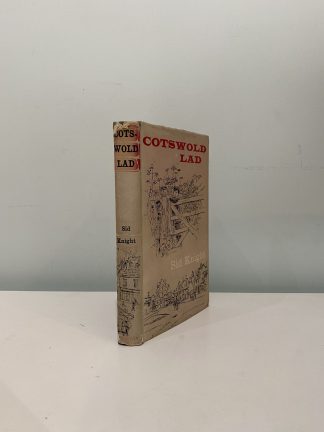 COTS-
WOLD
LAD
Sid
Knight
COTSWOLD
LAD
Sid Knight